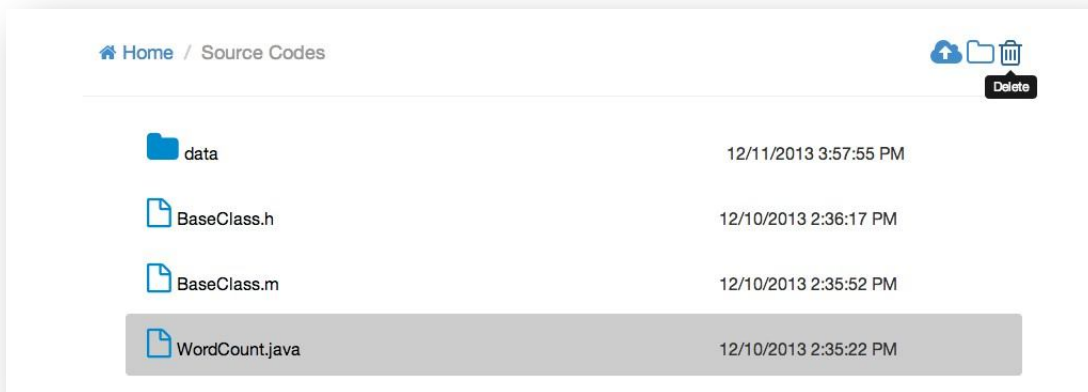 Home / Source Codes
Delete
data 12/11/2013 3:57:55 PM
BaseClass.h 12/10/2013 2:36:17 PM
BaseClass.m 12/10/2013 2:35:52 PM
WordCount.java 12/10/2013 2:35:22 PM